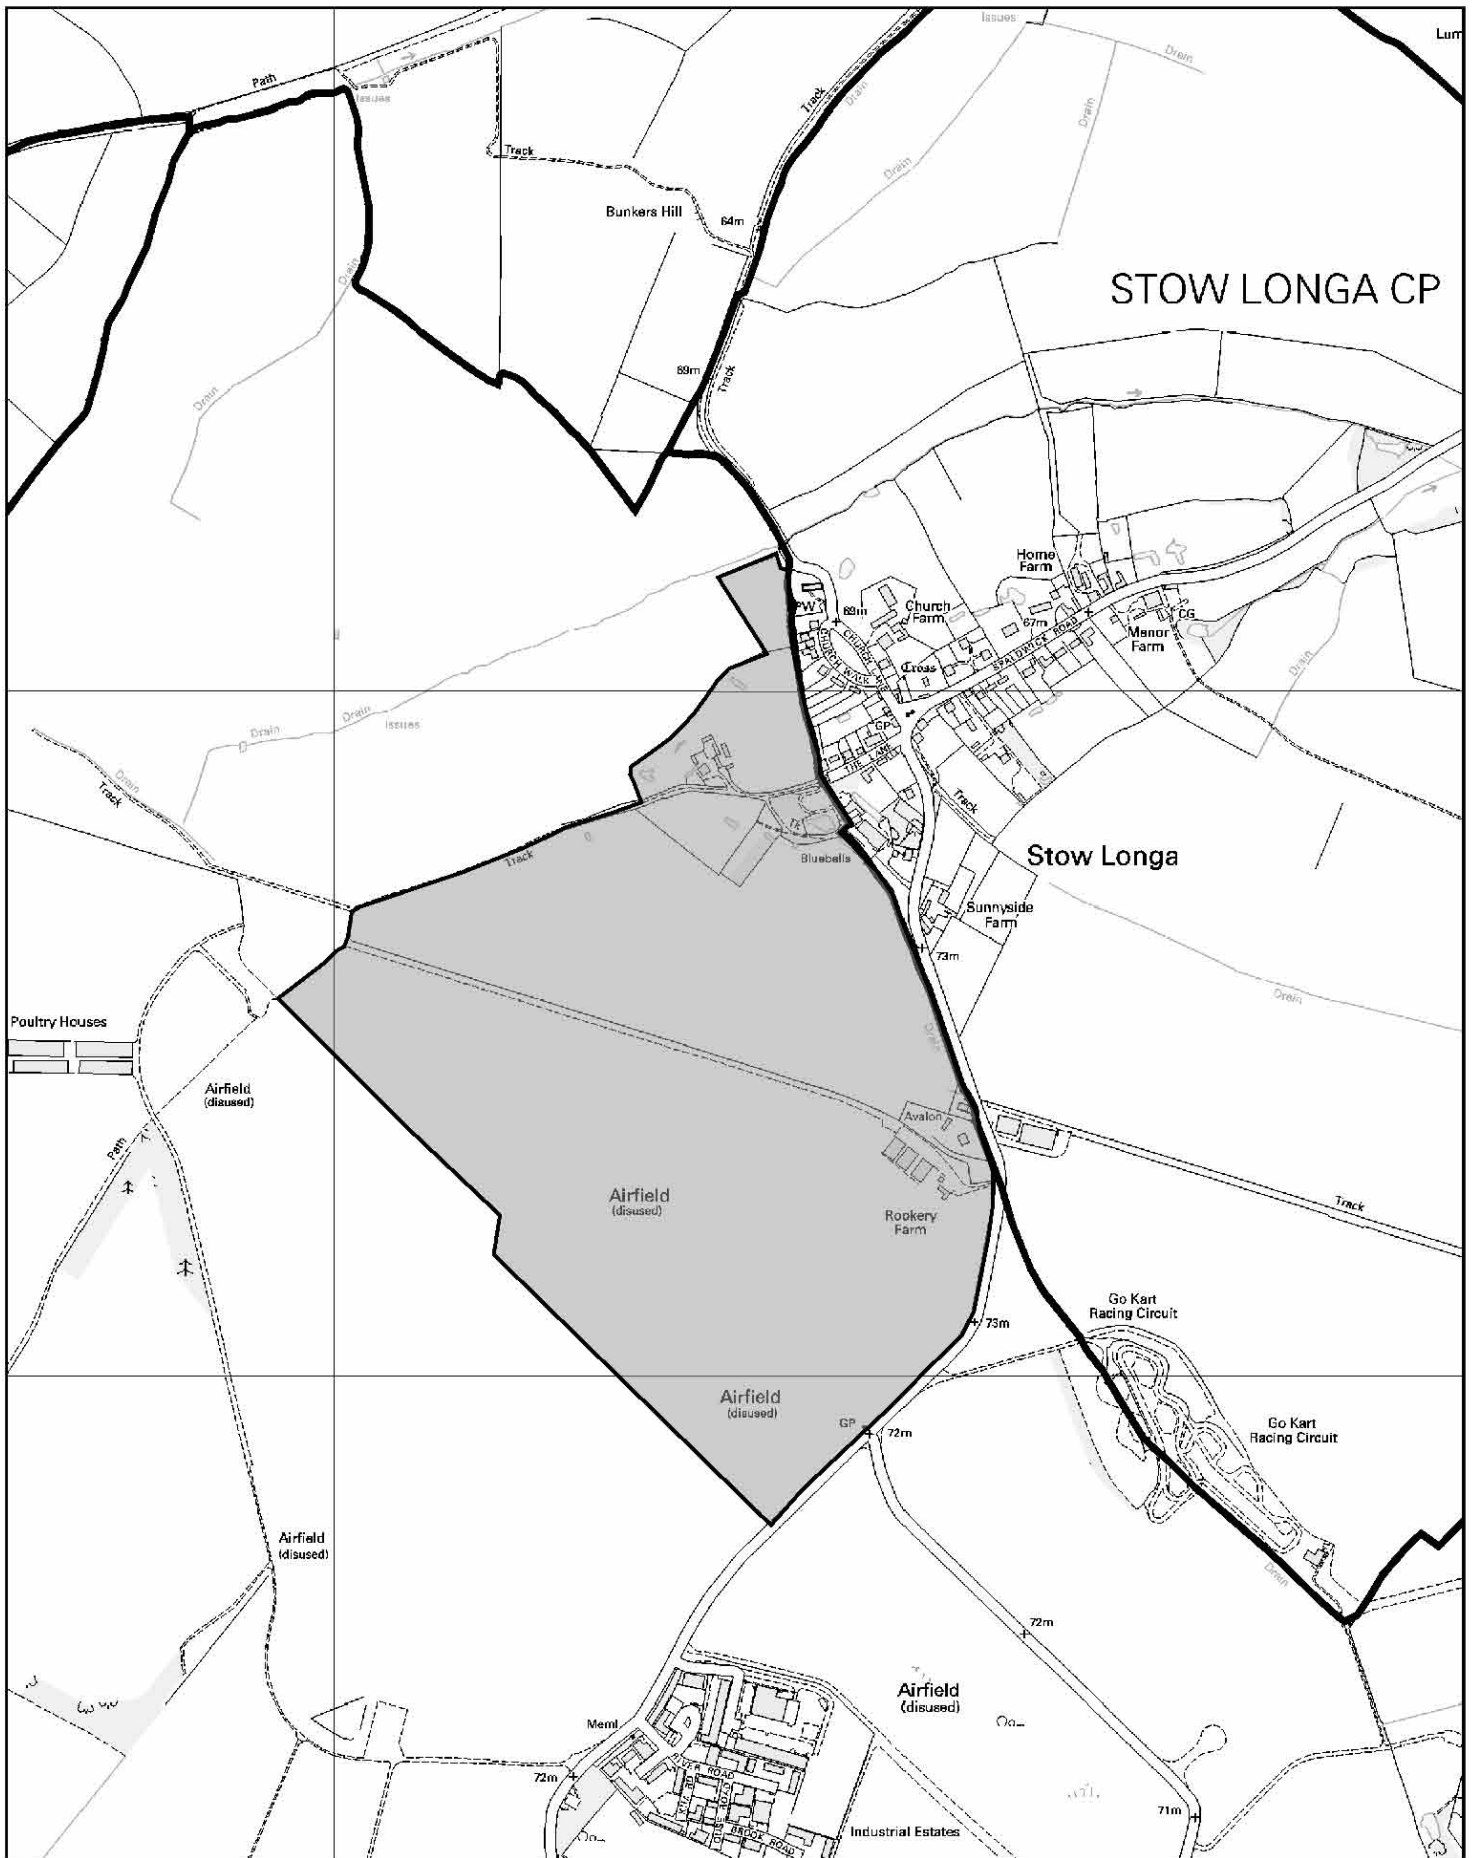 Issues
Drain
Lum
Path
Issues
Track
Drain
Drain
Track
Drain
Bunkers Hill
64m
Drain
STOW LONGA CP
69m
Track
Drain
Home
Farm
PW
69m
Church
Farm
CG
67m
SPALDWICK ROAD
Manor
Farm
CHURCH WALK
Cross
Drain
Drain
Issues
Drain
GP
THE LANE
Drain
Track
Track
TK
Track
Bluebells
Stow Longa
Sunnyside
Farm
73m
Drain
Poultry Houses
Drain
Airfield
(disused)
Avalon
Path
Airfield
(disused)
Rookery
Farm
Track
Go Kart
Racing Circuit
73m
Airfield
(disused)
GP
72m
Go Kart
Racing Circuit
Airfield
(disused)
Drain
72m
Airfield
(disused)
Meml
72m
71m
BROOK ROAD
Industrial Estates